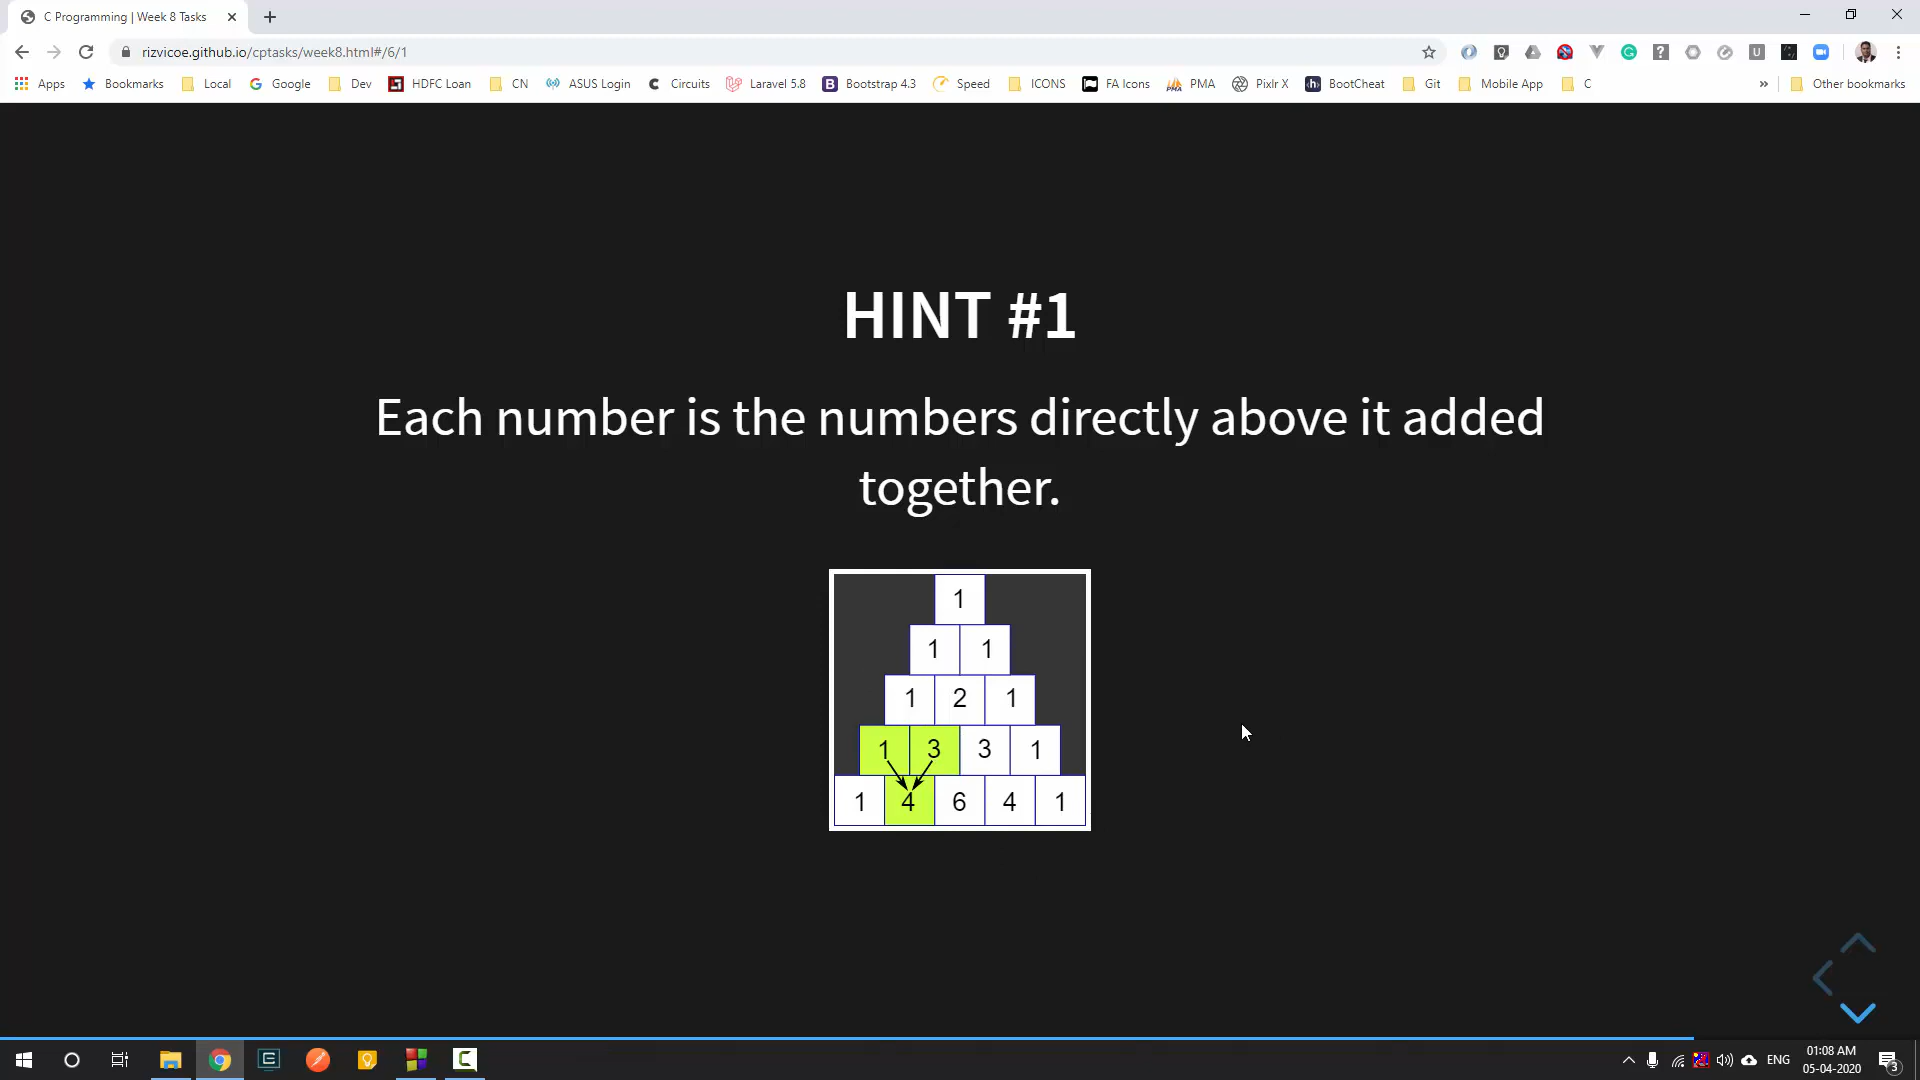 C Programming | Week 8 Tasks
rizvicoe.github.io/cptasks/week8.html#/6/1
Apps Bookmarks Local Google Dev HDFC Loan CN ASUS Login Circuits Laravel 5.8 Bootstrap 4.3 Speed ICONS FA Icons PMA Pixlr X BootCheat Git Mobile App C » Other bookmarks
HINT #1
Each number is the numbers directly above it added
together.
1
1 1
1 2 1
1 3 3 1
1 4 6 4 1
ENG
01:08 AM
05-04-2020
3